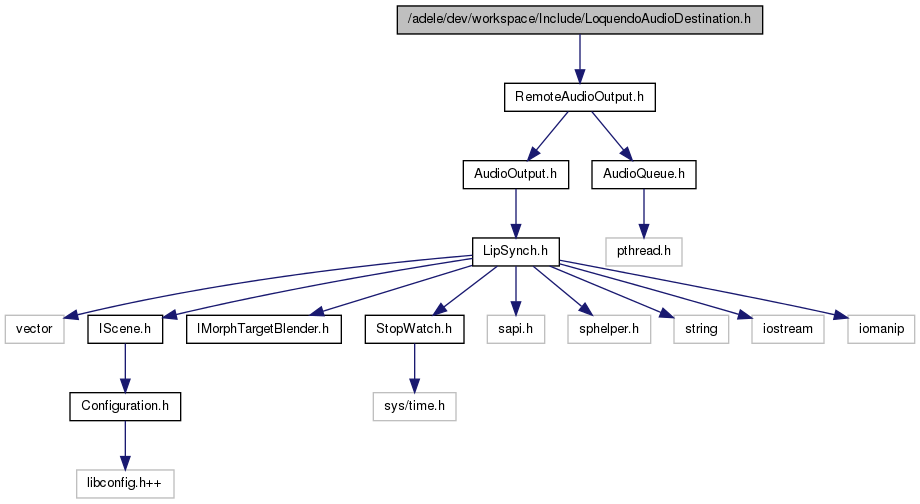 /adele/dev/workspace/Include/LoquendoAudioDestination.h
RemoteAudioOutput.h
AudioOutput.h
AudioQueue.h
LipSynch.h
pthread.h
vector
IScene.h
IMorphTargetBlender.h
StopWatch.h
sapi.h
sphelper.h
string
iostream
iomanip
Configuration.h
sys/time.h
libconfig.h++